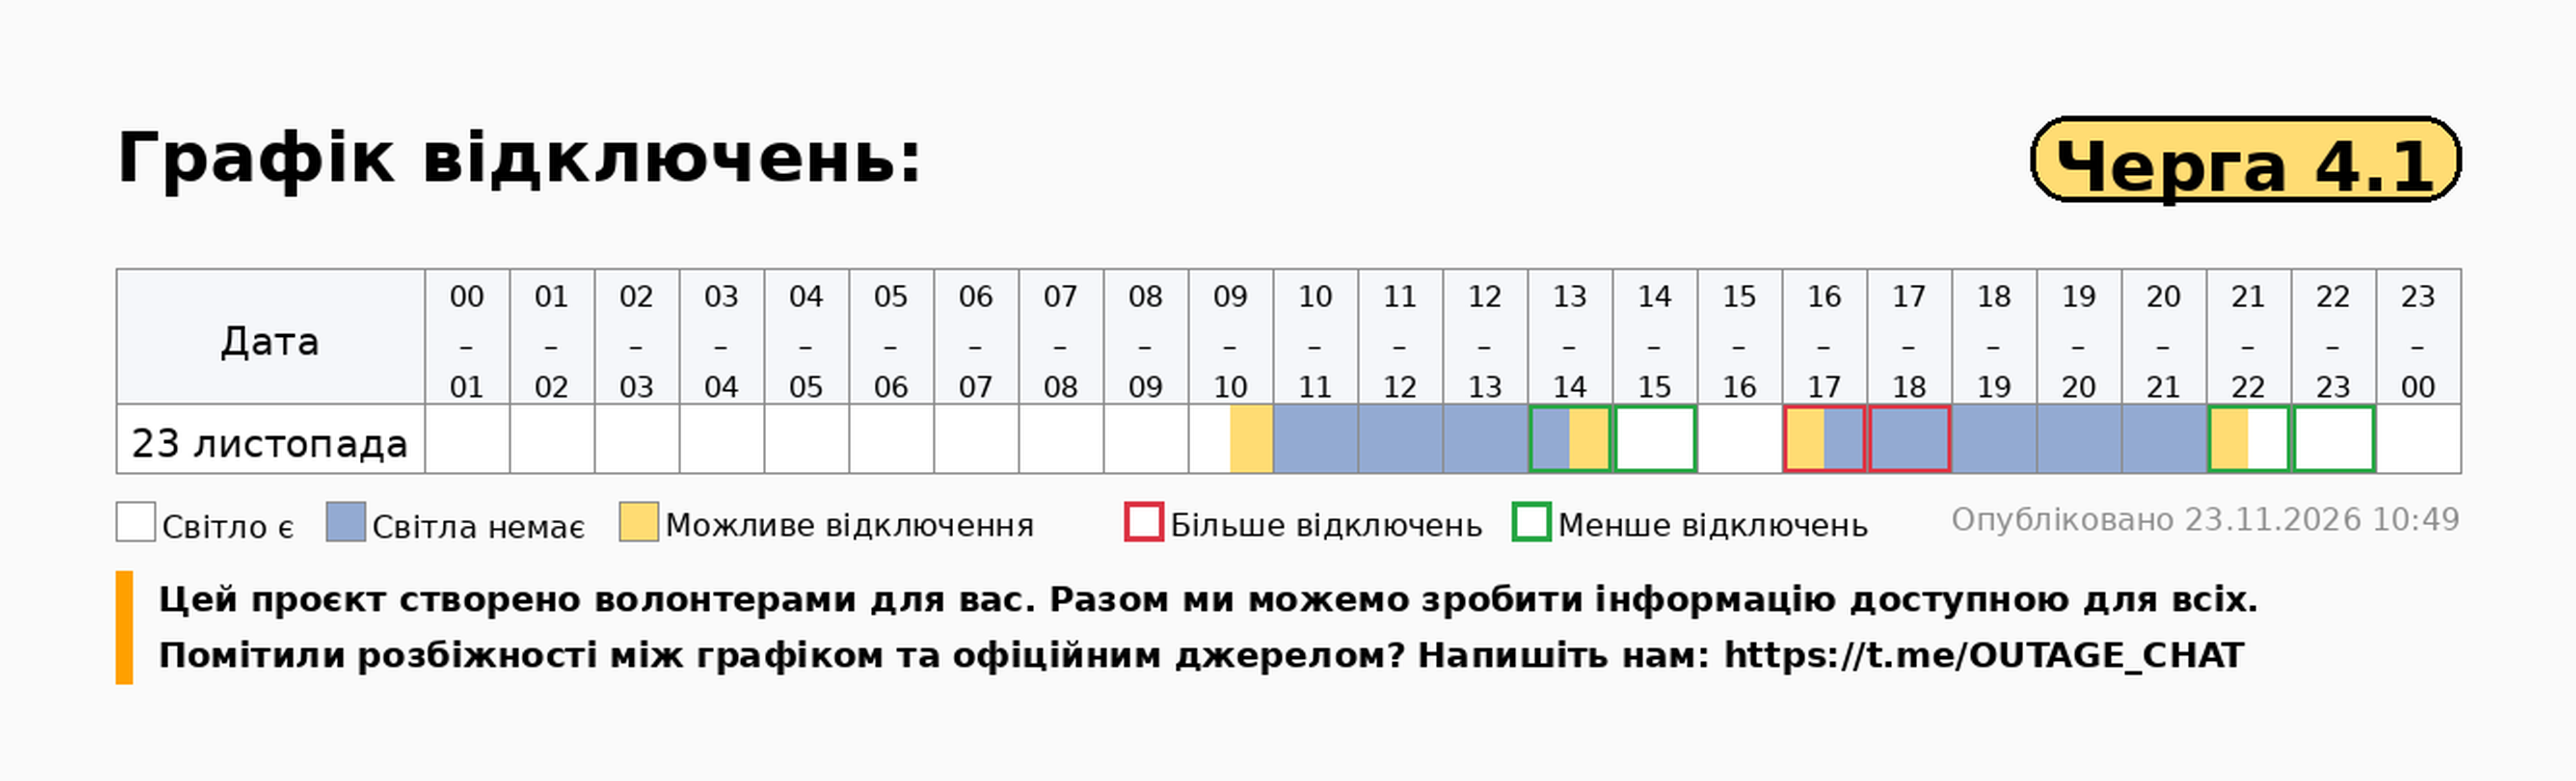 Графік відключень:
Черга 4.1
Дата 00 – 01 01 – 02 02 – 03 03 – 04 04 – 05 05 – 06 06 – 07 07 – 08 08 – 09 09 – 10 10 – 11 11 – 12 12 – 13 13 – 14 14 – 15 15 – 16 16 – 17 17 – 18 18 – 19 19 – 20 20 – 21 21 – 22 22 – 23 23 – 00
23 листопада
Світло є Світла немає Можливе відключення Більше відключень Менше відключень Опубліковано 23.11.2026 10:49
Цей проєкт створено волонтерами для вас. Разом ми можемо зробити інформацію доступною для всіх.
Помітили розбіжності між графіком та офіційним джерелом? Напишіть нам: https://t.me/OUTAGE_CHAT